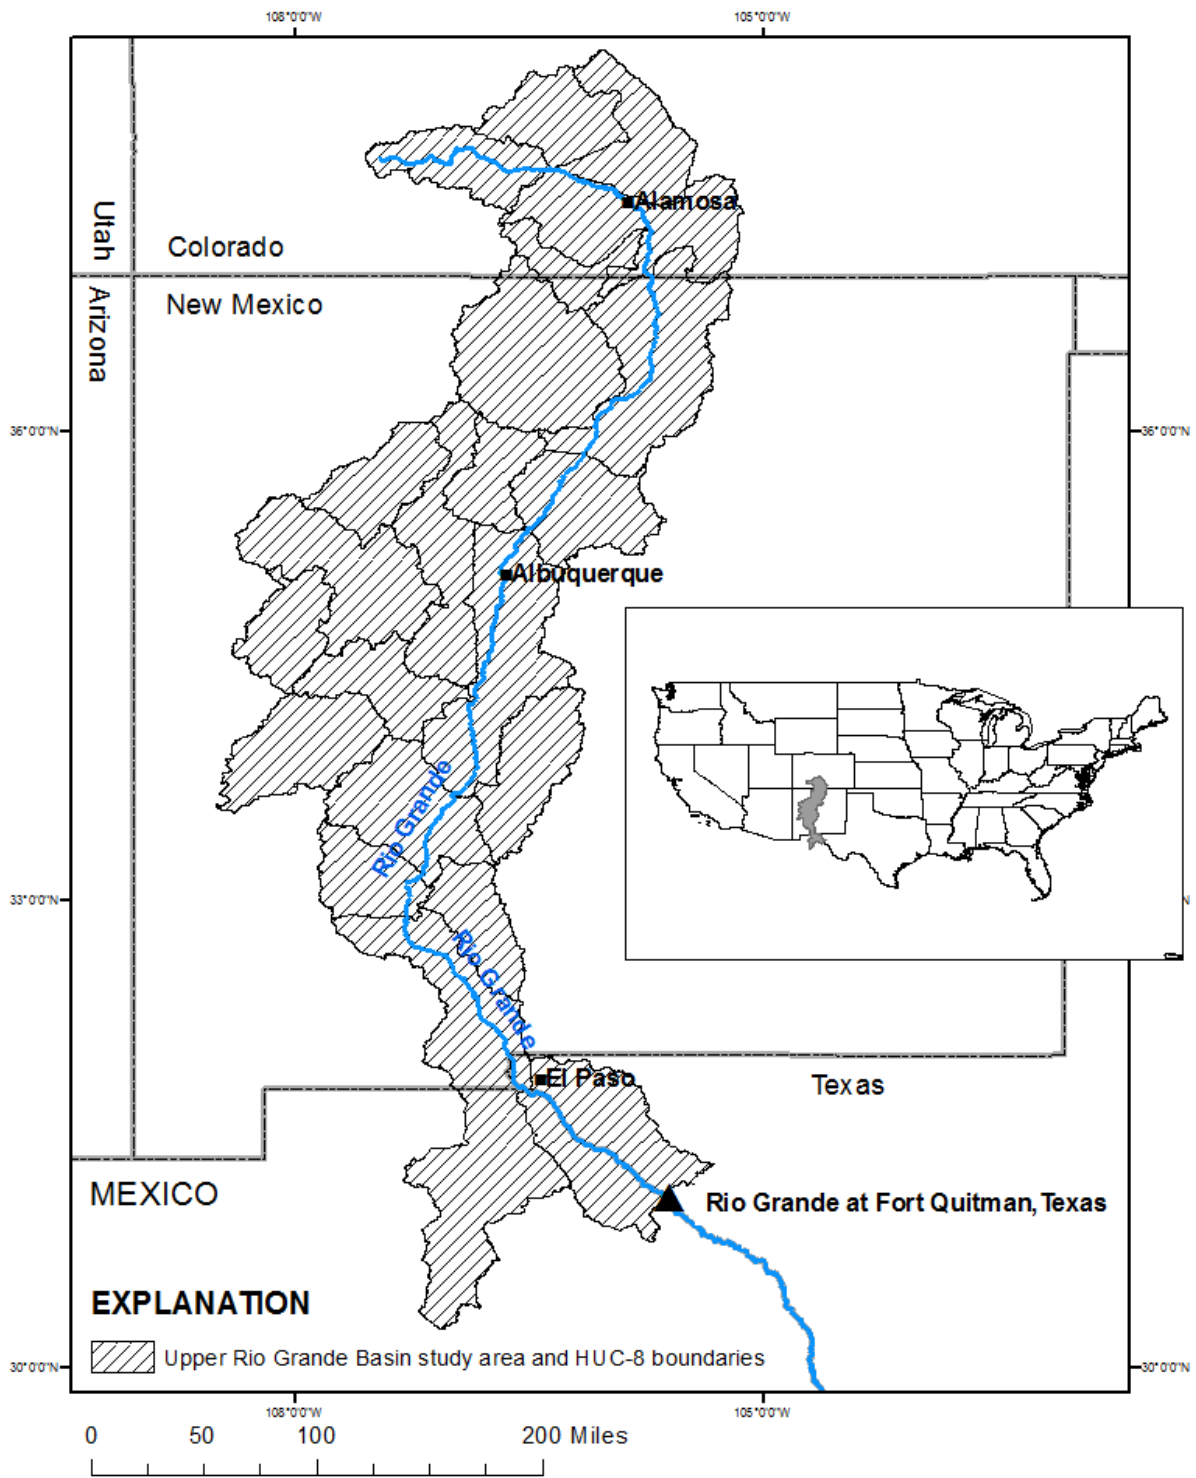 108°0'0"W 105°0'0"W
Alamosa
Utah
Colorado
Arizona
New Mexico
36°0'0"N 36°0'0"N
Albuquerque
Rio Grande
33°0'0"N N
Rio Grande
El Paso
Texas
MEXICO
Rio Grande at Fort Quitman, Texas
EXPLANATION
Upper Rio Grande Basin study area and HUC-8 boundaries
30°0'0"N 30°0'0"N
108°0'0"W 105°0'0"W
0 50 100 200 Miles